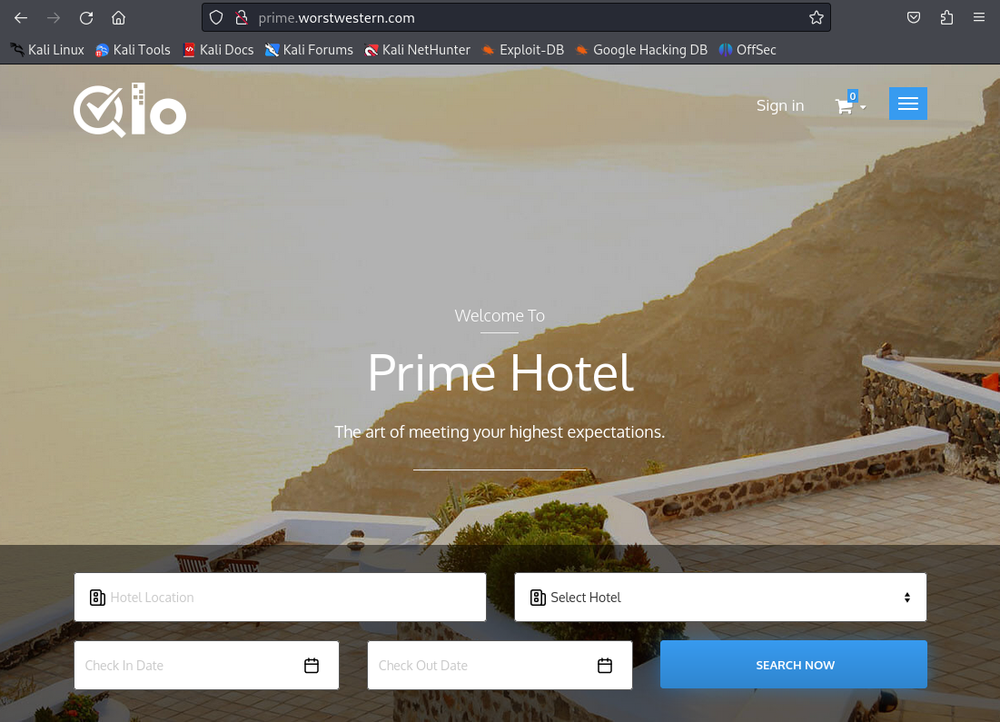 prime.worstwestern.com
Kali Linux Kali Tools Kali Docs Kali Forums Kali NetHunter Exploit-DB Google Hacking DB OffSec
Qlo
Sign in 0
Welcome To
Prime Hotel
The art of meeting your highest expectations.
Hotel Location Select Hotel
Check In Date Check Out Date SEARCH NOW